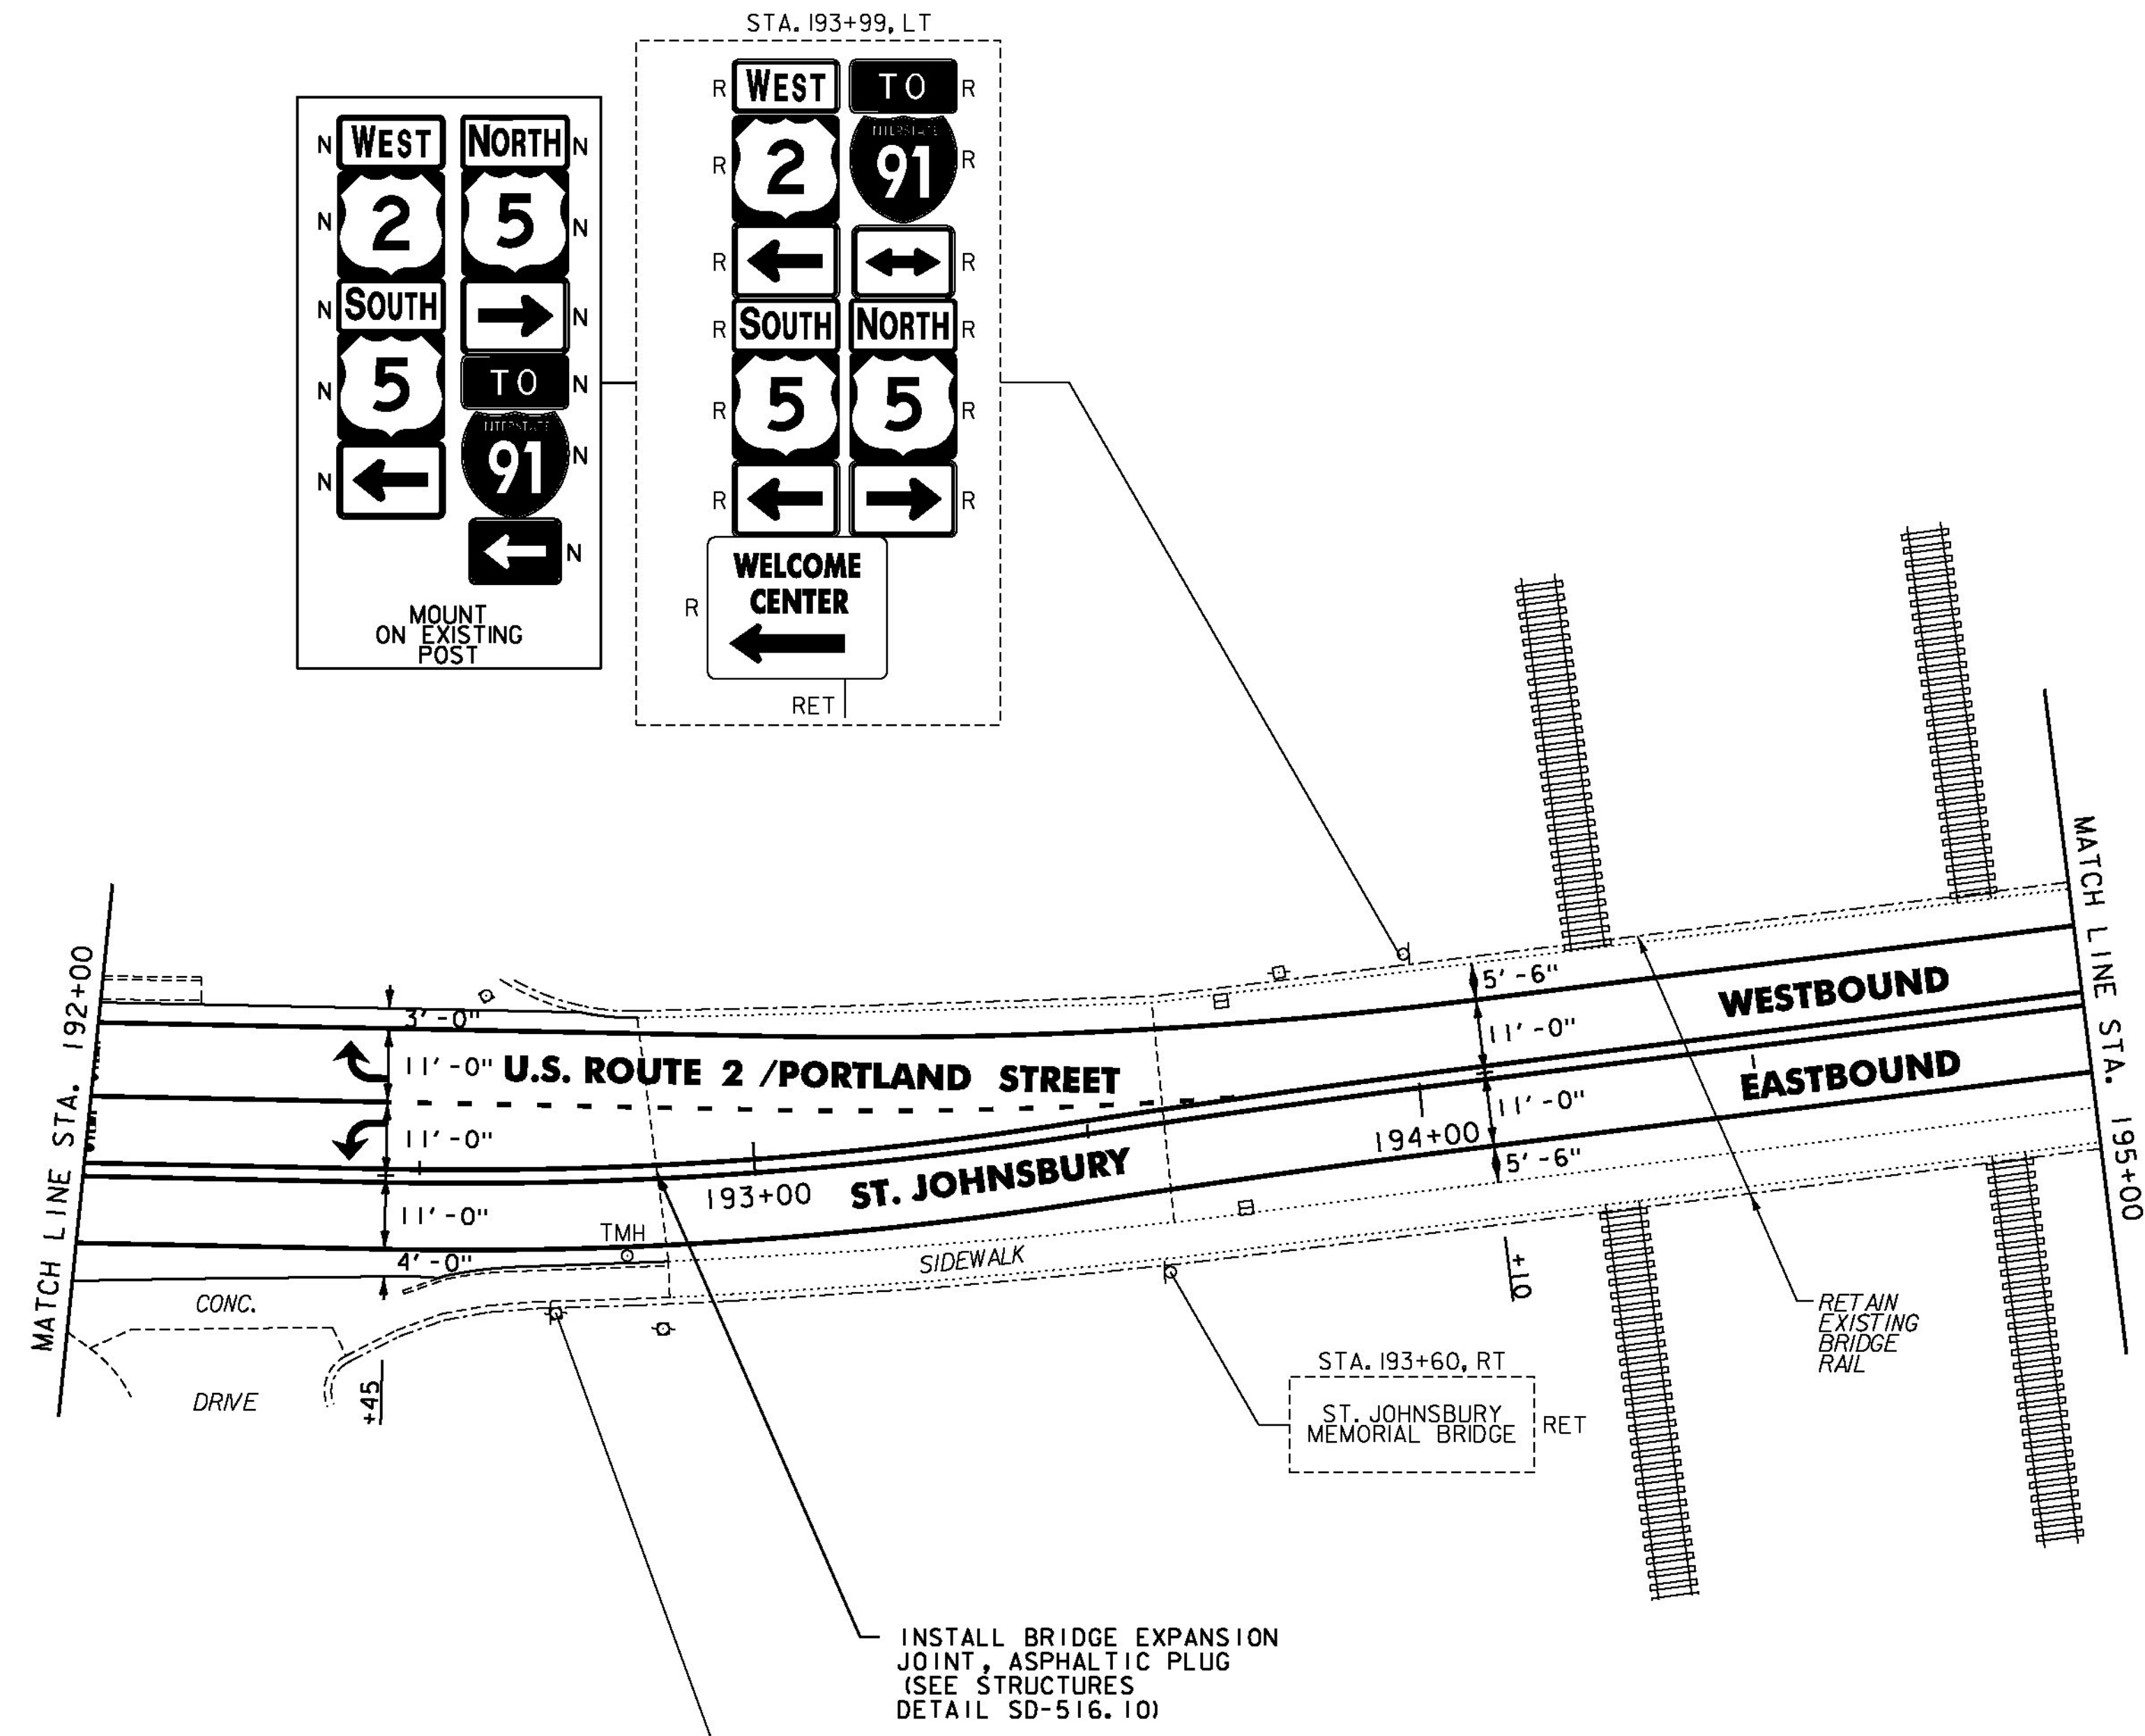 STA. 193+99, LT
N WEST NORTH N
N 2 5 N
N SOUTH N
N 5 TO N
INTERSTATE
91 N
N
N
MOUNT
ON EXISTING
POST
R WEST TO R
INTERSTATE
R 2 91 R
R R
R SOUTH NORTH R
R 5 5 R
R R
WELCOME
CENTER
R
RET
MATCH LINE STA. 192+00
3'-0"
11'-0"
11'-0"
11'-0"
4'-0"
U.S. ROUTE 2 /PORTLAND STREET
193+00
ST. JOHNSBURY
TMH
SIDEWALK
CONC.
DRIVE
+45
5'-6"
11'-0"
11'-0"
5'-6"
194+00
+10
WESTBOUND
EASTBOUND
MATCH LINE STA. 195+00
RETAIN
EXISTING
BRIDGE
RAIL
STA. 193+60, RT
ST. JOHNSBURY
MEMORIAL BRIDGE
RET
INSTALL BRIDGE EXPANSION
JOINT, ASPHALTIC PLUG
(SEE STRUCTURES
DETAIL SD-516.10)